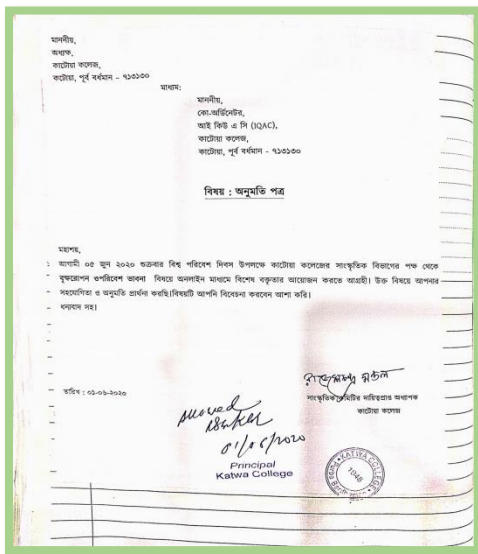 মাননীয়,
অধ্যক্ষ,
কাটোয়া কলেজ,
কাটোয়া, পূর্ব বর্ধমান – ৭১৩১৩০
মাধ্যম:
মাননীয়,
কো-অর্ডিনেটর,
আই কিউ এ সি (IQAC),
কাটোয়া কলেজ,
কাটোয়া, পূর্ব বর্ধমান – ৭১৩১৩০
বিষয় : অনুমতি পত্র
মহাশয়,
আগামী ০৫ জুন ২০২০ শুক্রবার বিশ্ব পরিবেশ দিবস উপলক্ষে কাটোয়া কলেজের সাংস্কৃতিক বিভাগের পক্ষ থেকে
বৃক্ষরোপন ওপরিবেশ ভাবনা বিষয়ে অনলাইন মাধ্যমে বিশেষ বক্তৃতার আয়োজন করতে আগ্রহী। উক্ত বিষয়ে আপনার
সহযোগিতা ও অনুমতি প্রার্থনা করছি।বিষয়টি আপনি বিবেচনা করবেন আশা করি।
ধন্যবাদ সহ।
তারিখ : ০১-০৬-২০২০
মণ্ডল
সাংস্কৃতিক কমিটির দায়িত্বপ্রাপ্ত অধ্যাপক
কাটোয়া কলেজ
01/06/2020
Principal
Katwa College
KATWA COLLEGE
1948